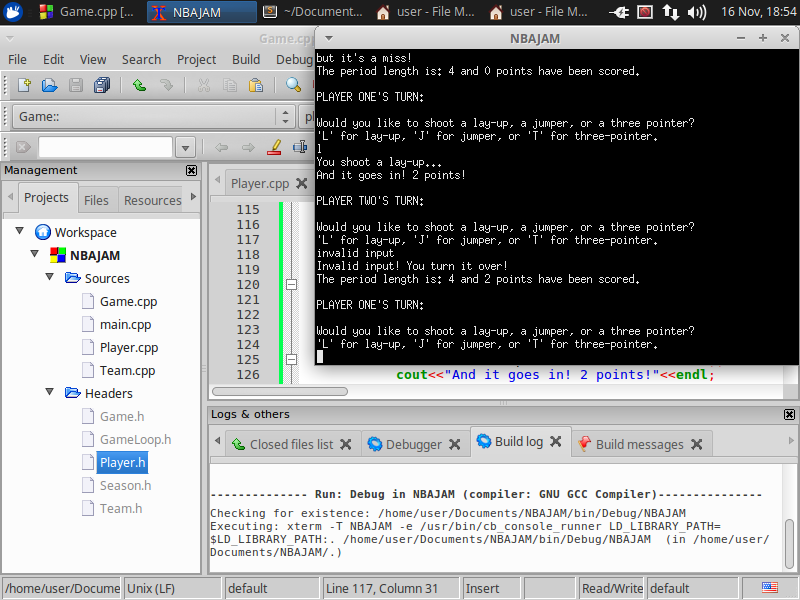 Game.cpp [...
NBAJAM
~/Document...
user - File M...
user - File M...
16 Nov, 18:54
Game.cp
NBAJAM
File Edit View Search Project Build Debug
Game::
Management
Projects
Files
Resources
Workspace
NBAJAM
Sources
Game.cpp
main.cpp
Player.cpp
Team.cpp
Headers
Game.h
GameLoop.h
Player.h
Season.h
Team.h
Player.cpp
115
116
117
118
119
120
121
122
123
124
125
126
cout<<"And it goes in! 2 points!"<<endl;
but it's a miss!
The period length is: 4 and 0 points have been scored.
PLAYER ONE'S TURN:
Would you like to shoot a lay-up, a jumper, or a three pointer?
'L' for lay-up, 'J' for jumper, or 'T' for three-pointer.
l
You shoot a lay-up...
And it goes in! 2 points!
PLAYER TWO'S TURN:
Would you like to shoot a lay-up, a jumper, or a three pointer?
'L' for lay-up, 'J' for jumper, or 'T' for three-pointer.
invalid input
Invalid input! You turn it over!
The period length is: 4 and 2 points have been scored.
PLAYER ONE'S TURN:
Would you like to shoot a lay-up, a jumper, or a three pointer?
'L' for lay-up, 'J' for jumper, or 'T' for three-pointer.
Logs & others
Closed files list
Debugger
Build log
Build messages
-------------- Run: Debug in NBAJAM (compiler: GNU GCC Compiler)---------------
Checking for existence: /home/user/Documents/NBAJAM/bin/Debug/NBAJAM
Executing: xterm -T NBAJAM -e /usr/bin/cb_console_runner LD_LIBRARY_PATH=
$LD_LIBRARY_PATH:. /home/user/Documents/NBAJAM/bin/Debug/NBAJAM  (in /home/user/
Documents/NBAJAM/.)
/home/user/Docume
Unix (LF)
default
Line 117, Column 31
Insert
Read/Write
default